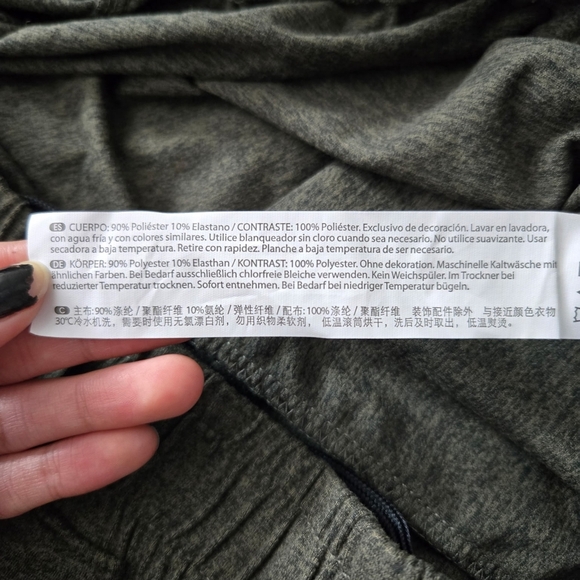 ES CUERPO: 90% Poliéster 10% Elastano / CONTRASTE: 100% Poliéster. Exclusivo de decoración. Lavar en lavadora,
con agua fría y con colores similares. Utilice blanqueador sin cloro cuando sea necesario. No utilice suavizante. Usar
secadora a baja temperatura. Retire con rapidez. Planche a baja temperatura de ser necesario.
DE KÖRPER: 90% Polyester 10% Elasthan / KONTRAST: 100% Polyester. Ohne dekoration. Maschinelle Kaltwäsche mit
ähnlichen Farben. Bei Bedarf ausschließlich chlorfreie Bleiche verwenden. Kein Weichspüler. Im Trockner bei
reduzierter Temperatur trocknen. Sofort entnehmen. Bei Bedarf bei niedriger Temperatur bügeln.
C 主布: 90%涤纶 / 聚酯纤维 10%氨纶 / 弹性纤维 / 配布: 100%涤纶 / 聚酯纤维 装饰配件除外 与接近颜色衣物
30℃冷水机洗, 需要时使用无氯漂白剂, 勿用织物柔软剂, 低温滚筒烘干, 洗后及时取出, 低温熨烫。